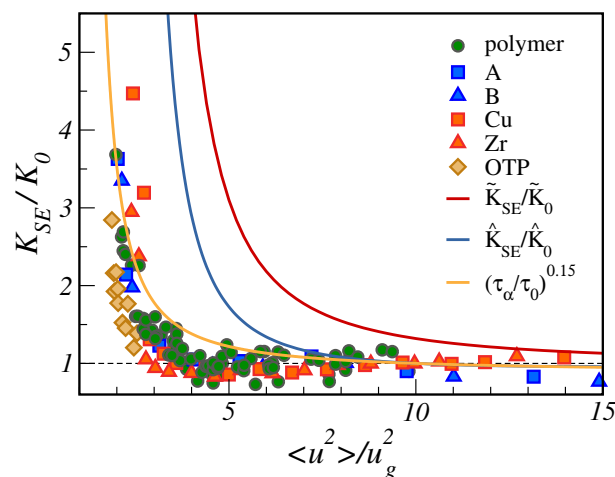 5
4
3
2
1
K_SE / K_0
polymer
A
B
Cu
Zr
OTP
K̃_SE/K̃_0
K̂_SE/K̂_0
(τ_α/τ_0)^0.15
5 10 15
<u^2>/u_g^2